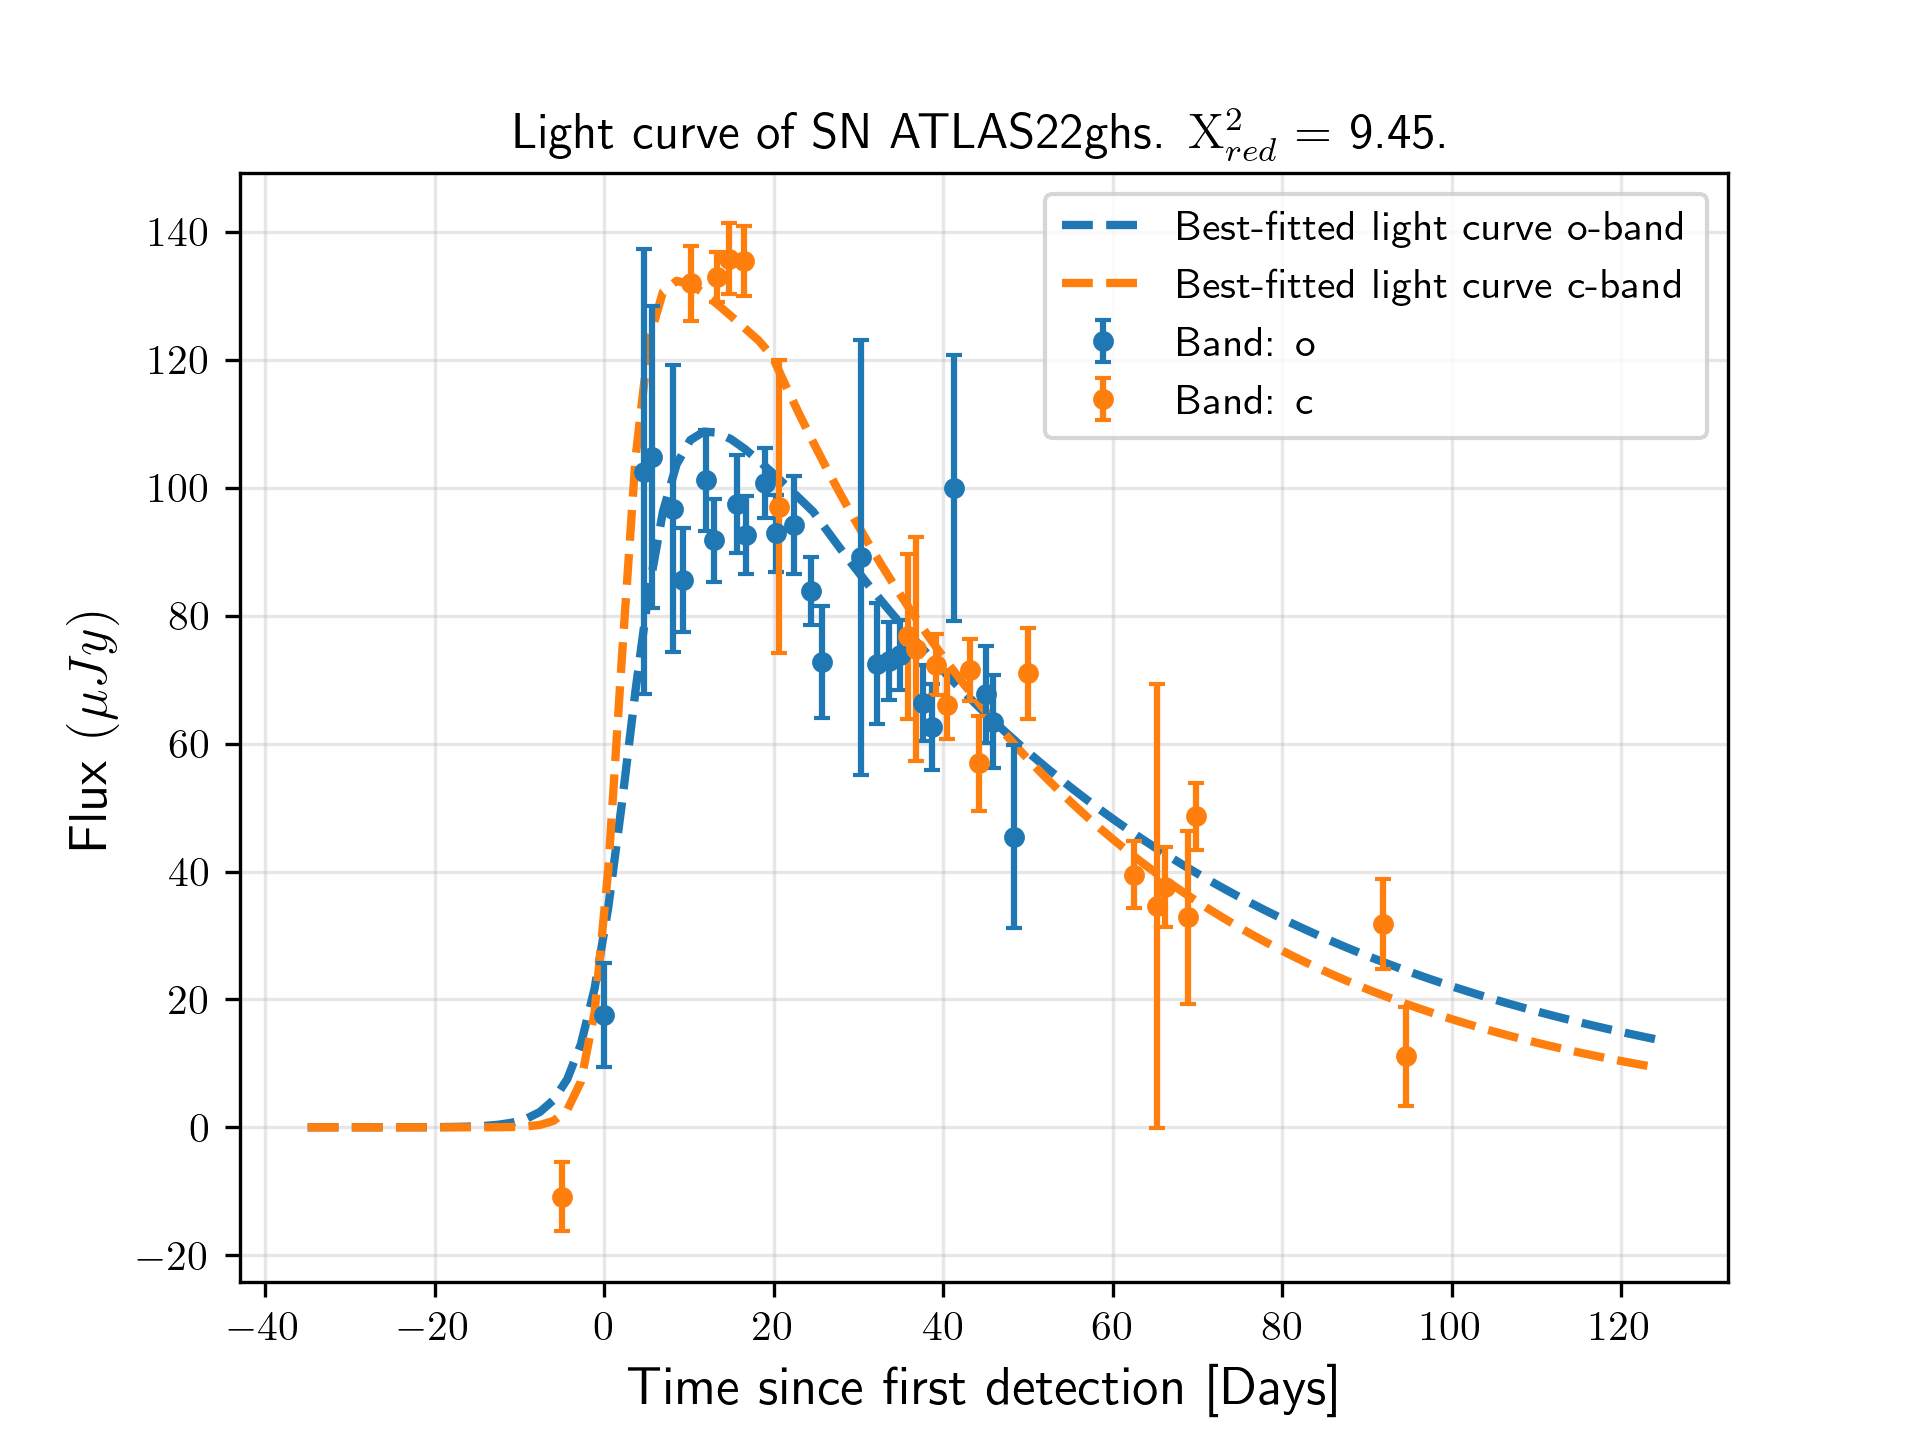 Light curve of SN ATLAS22ghs. X²_red = 9.45.
Best-fitted light curve o-band
Best-fitted light curve c-band
Band: o
Band: c
140
120
100
80
60
40
20
0
−20
Flux (μJy)
−40 −20 0 20 40 60 80 100 120
Time since first detection [Days]